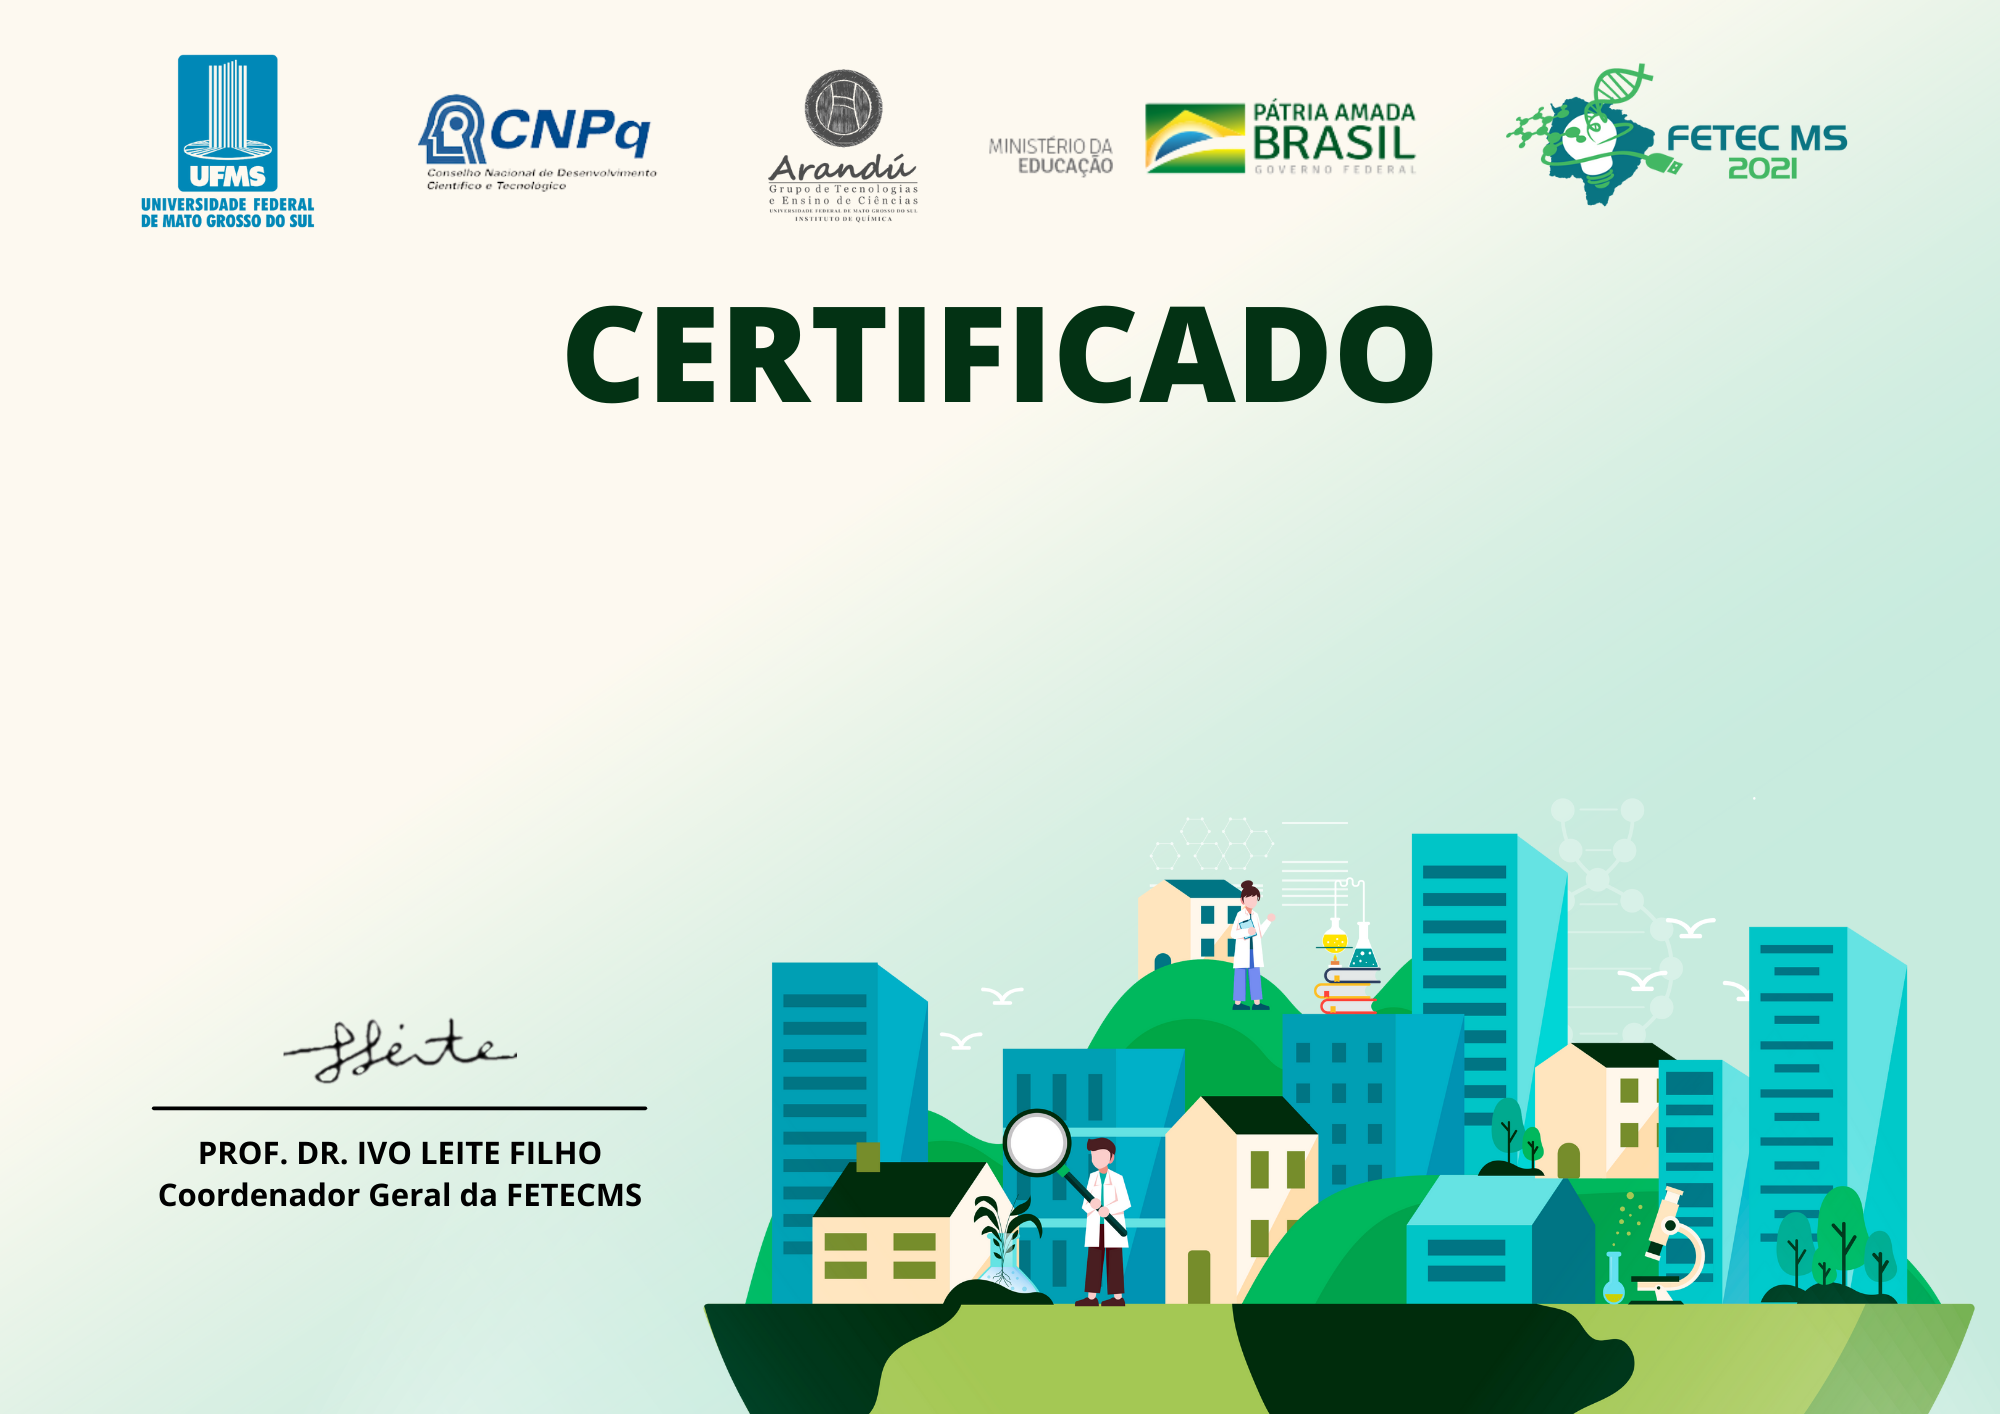 UFMS
UNIVERSIDADE FEDERAL
DE MATO GROSSO DO SUL
CNPq
Conselho Nacional de Desenvolvimento
Científico e Tecnológico
Arandú
Grupo de Tecnologias
e Ensino de Ciências
UNIVERSIDADE FEDERAL DE MATO GROSSO DO SUL
INSTITUTO DE QUÍMICA
MINISTÉRIO DA
EDUCAÇÃO
PÁTRIA AMADA
BRASIL
GOVERNO FEDERAL
FETEC MS
2021
CERTIFICADO
Leite
PROF. DR. IVO LEITE FILHO
Coordenador Geral da FETECMS